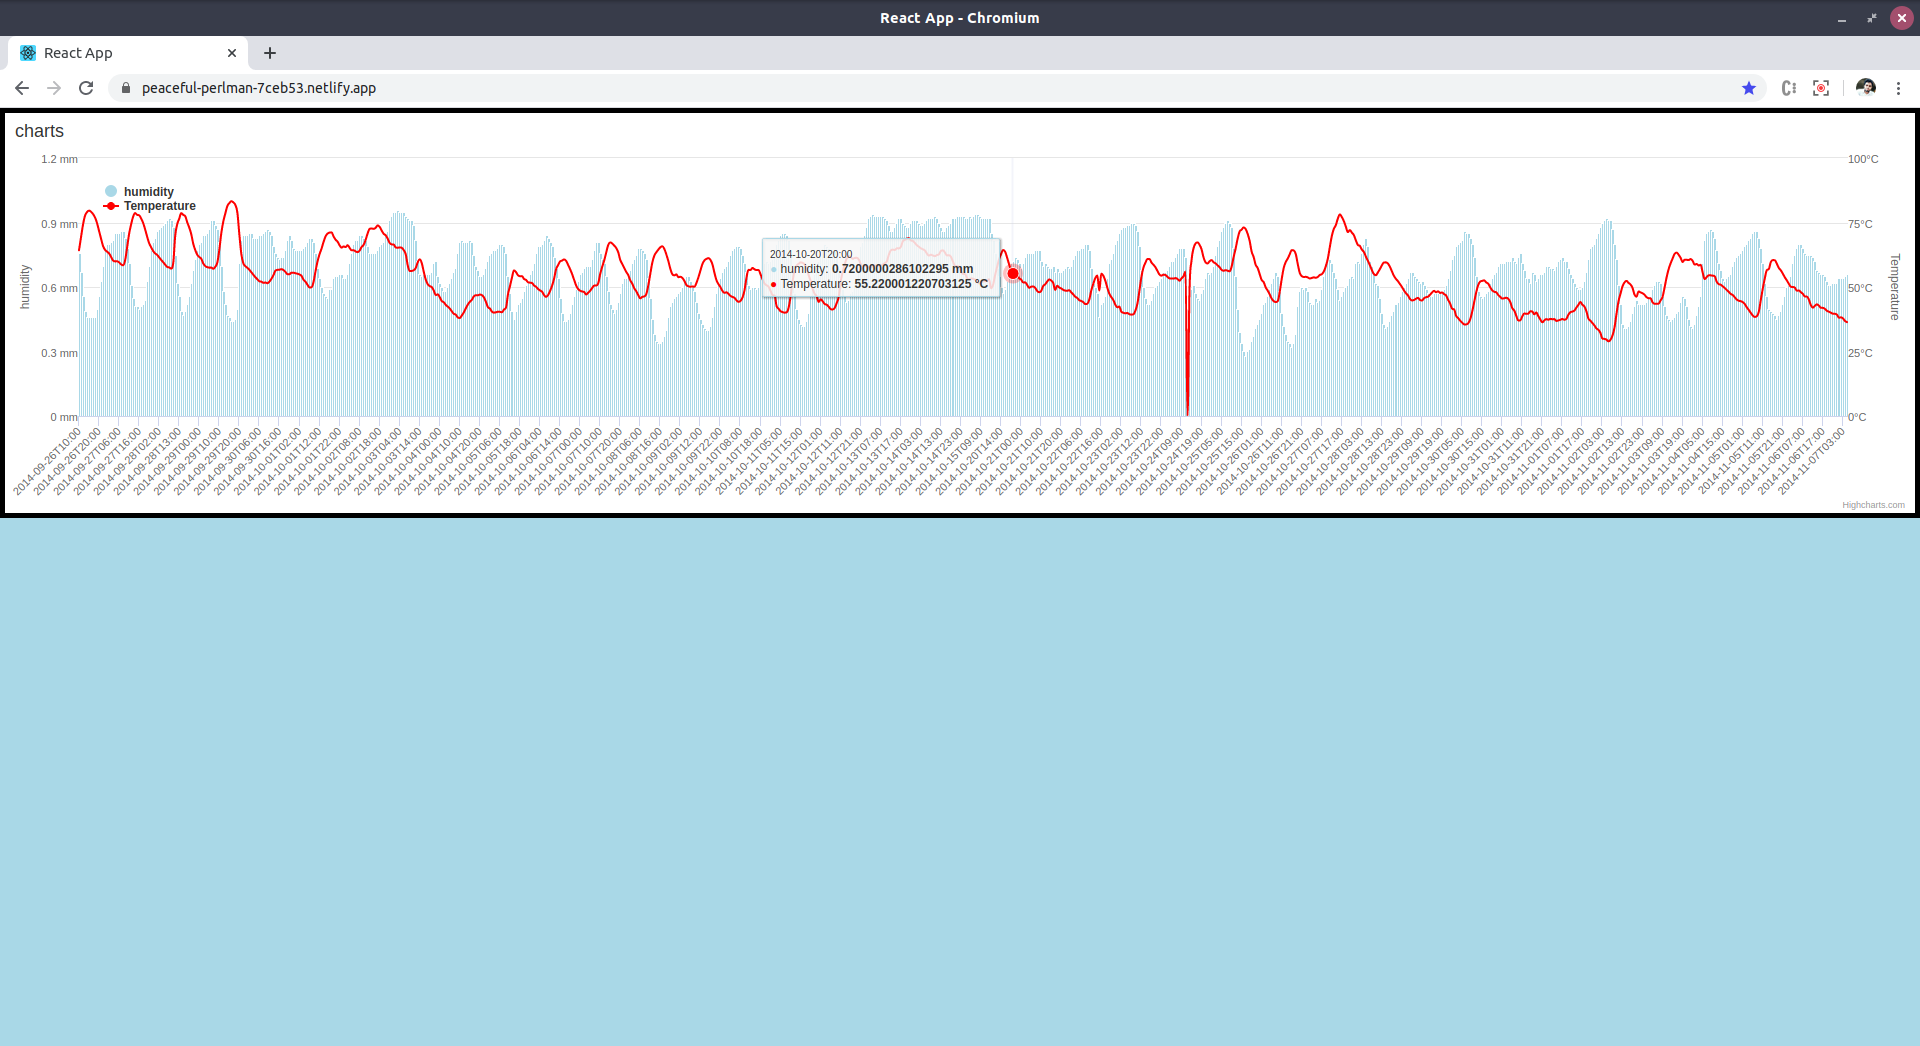 React App - Chromium
React App
peaceful-perlman-7ceb53.netlify.app
charts
1.2 mm
0.9 mm
0.6 mm
0.3 mm
0 mm
humidity
humidity
Temperature
2014-10-20T20:00
humidity: 0.7200000286102295 mm
Temperature: 55.220001220703125 °C
100°C
75°C
50°C
25°C
0°C
Temperature
2014-09-26T10:00
2014-09-26T20:00
2014-09-27T06:00
2014-09-27T16:00
2014-09-28T02:00
2014-09-28T13:00
2014-09-29T00:00
2014-09-29T10:00
2014-09-29T20:00
2014-09-30T06:00
2014-09-30T16:00
2014-10-01T02:00
2014-10-01T12:00
2014-10-01T22:00
2014-10-02T08:00
2014-10-02T18:00
2014-10-03T04:00
2014-10-03T14:00
2014-10-04T00:00
2014-10-04T10:00
2014-10-04T20:00
2014-10-05T06:00
2014-10-05T18:00
2014-10-06T04:00
2014-10-06T14:00
2014-10-07T00:00
2014-10-07T10:00
2014-10-07T20:00
2014-10-08T06:00
2014-10-08T16:00
2014-10-09T02:00
2014-10-09T12:00
2014-10-09T22:00
2014-10-10T08:00
2014-10-10T18:00
2014-10-11T05:00
2014-10-11T15:00
2014-10-12T01:00
2014-10-12T11:00
2014-10-12T21:00
2014-10-13T07:00
2014-10-13T17:00
2014-10-14T03:00
2014-10-14T13:00
2014-10-14T23:00
2014-10-15T09:00
2014-10-20T14:00
2014-10-21T00:00
2014-10-21T10:00
2014-10-21T20:00
2014-10-22T06:00
2014-10-22T16:00
2014-10-23T02:00
2014-10-23T12:00
2014-10-23T22:00
2014-10-24T09:00
2014-10-24T19:00
2014-10-25T05:00
2014-10-25T15:00
2014-10-26T01:00
2014-10-26T11:00
2014-10-26T21:00
2014-10-27T07:00
2014-10-27T17:00
2014-10-28T03:00
2014-10-28T13:00
2014-10-28T23:00
2014-10-29T09:00
2014-10-29T19:00
2014-10-30T05:00
2014-10-30T15:00
2014-10-31T01:00
2014-10-31T11:00
2014-10-31T21:00
2014-11-01T07:00
2014-11-01T17:00
2014-11-02T03:00
2014-11-02T13:00
2014-11-02T23:00
2014-11-03T09:00
2014-11-03T19:00
2014-11-04T05:00
2014-11-04T15:00
2014-11-05T01:00
2014-11-05T11:00
2014-11-05T21:00
2014-11-06T07:00
2014-11-06T17:00
2014-11-07T03:00
Highcharts.com